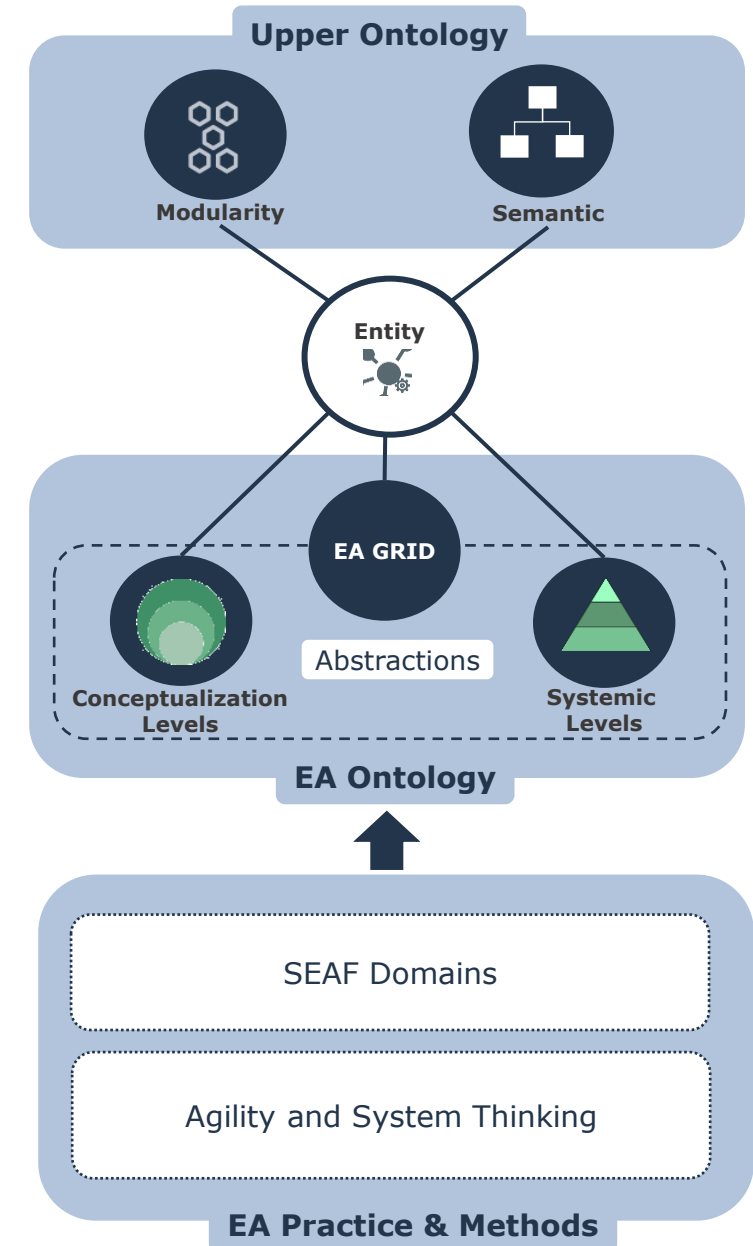 Upper Ontology
Modularity
Semantic
Entity
EA GRID
Abstractions
Conceptualization
Levels
Systemic
Levels
EA Ontology
SEAF Domains
Agility and System Thinking
EA Practice & Methods